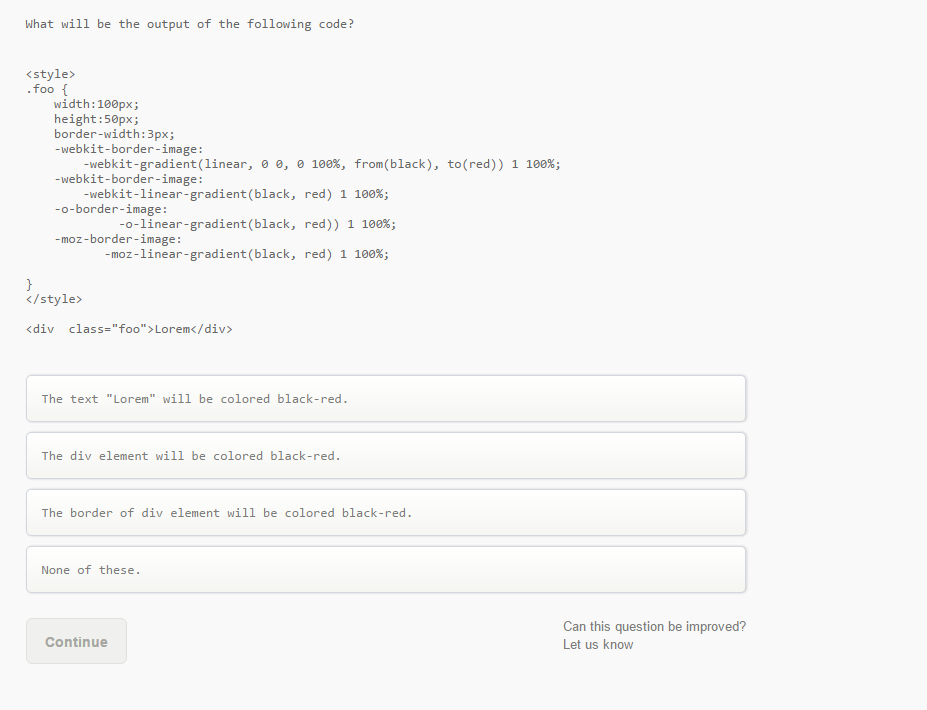 What will be the output of the following code?
<style>
.foo {
    width:100px;
    height:50px;
    border-width:3px;
    -webkit-border-image:
        -webkit-gradient(linear, 0 0, 0 100%, from(black), to(red)) 1 100%;
    -webkit-border-image:
        -webkit-linear-gradient(black, red) 1 100%;
    -o-border-image:
             -o-linear-gradient(black, red)) 1 100%;
    -moz-border-image:
           -moz-linear-gradient(black, red) 1 100%;
}
</style>
<div  class="foo">Lorem</div>
The text "Lorem" will be colored black-red.
The div element will be colored black-red.
The border of div element will be colored black-red.
None of these.
Continue
Can this question be improved?
Let us know